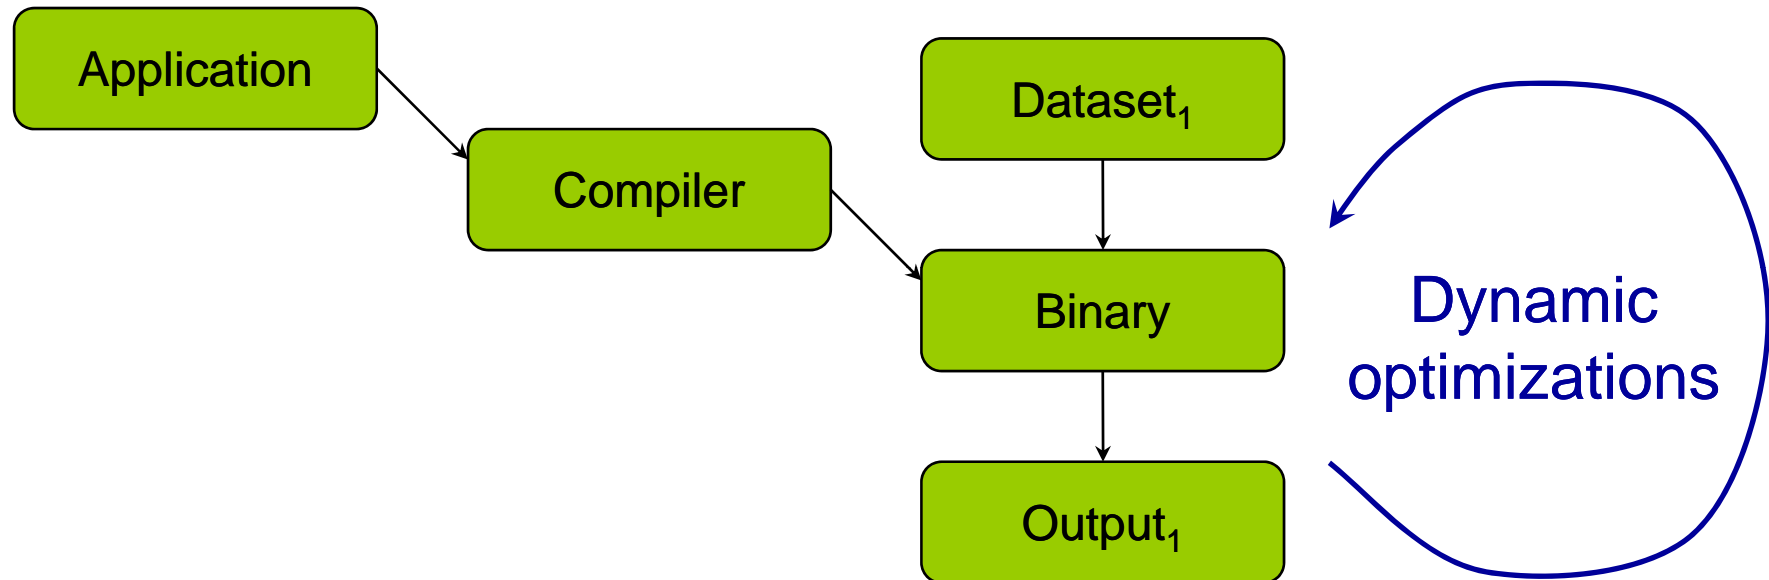 Application
Dataset₁
Compiler
Binary
Dynamic
optimizations
Output₁